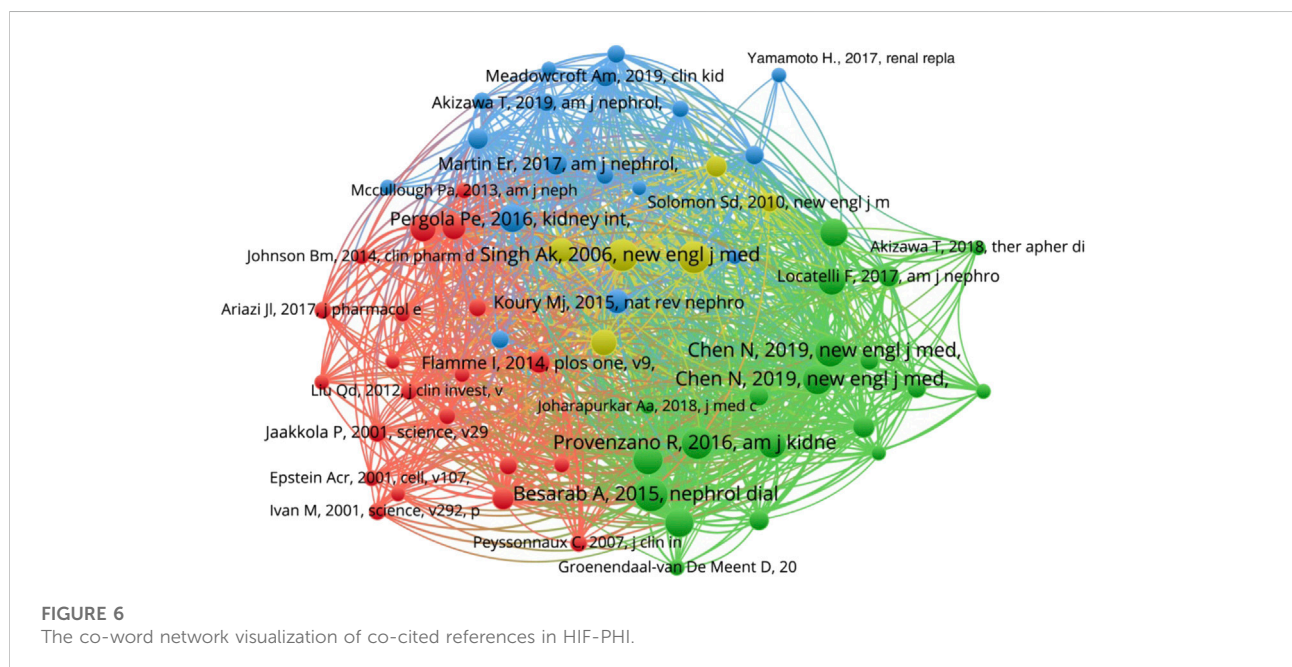 Yamamoto H., 2017, renal repla
Meadowcroft Am, 2019, clin kid
Akizawa T, 2019, am j nephrol,
Martin Er, 2017, am j nephrol,
Mccullough Pa, 2013, am j neph
Solomon Sd, 2010, new engl j m
Pergola Pe, 2016, kidney int,
Akizawa T, 2018, ther apher di
Johnson Bm, 2014, clin pharm d
Singh Ak, 2006, new engl j med
Locatelli F, 2017, am j nephro
Koury Mj, 2015, nat rev nephro
Ariazi Jl, 2017, j pharmacol e
Chen N, 2019, new engl j med,
Flamme I, 2014, plos one, v9,
Chen N, 2019, new engl j med,
Liu Qd, 2012, j clin invest, v
Joharapurkar Aa, 2018, j med c
Jaakkola P, 2001, science, v29
Provenzano R, 2016, am j kidne
Epstein Acr, 2001, cell, v107,
Besarab A, 2015, nephrol dial
Ivan M, 2001, science, v292, p
Peyssonnaux C, 2007, j clin in
Groenendaal-van De Meent D, 20
FIGURE 6
The co-word network visualization of co-cited references in HIF-PHI.